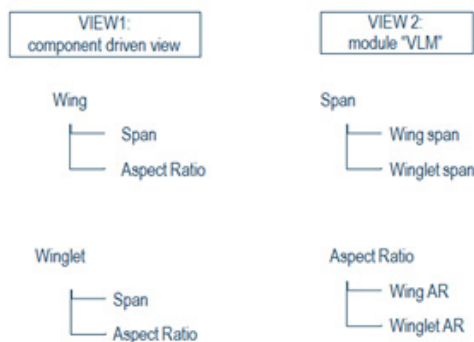 VIEW1:
component driven view
Wing
Span
Aspect Ratio
Winglet
Span
Aspect Ratio
VIEW 2:
module "VLM"
Span
Wing span
Winglet span
Aspect Ratio
Wing AR
Winglet AR